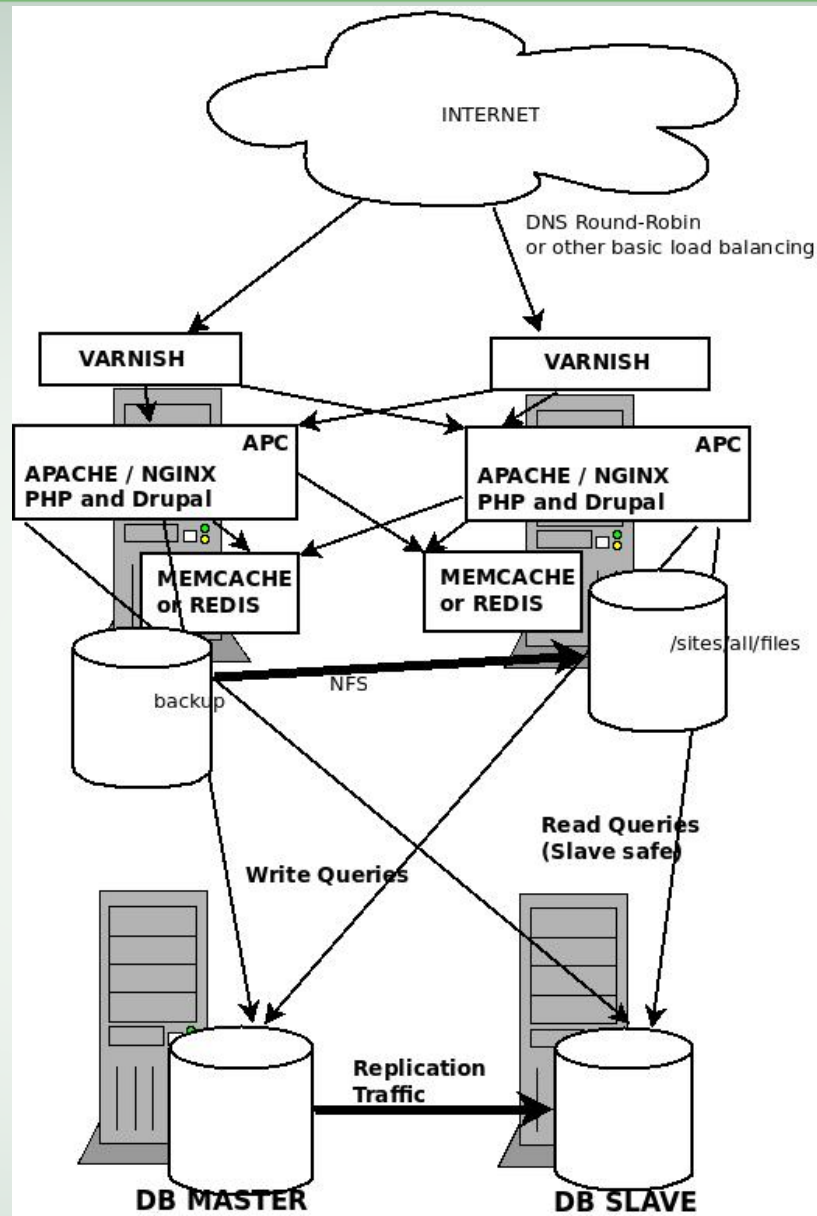 INTERNET
DNS Round-Robin
or other basic load balancing
VARNISH
VARNISH
APC
APACHE / NGINX
PHP and Drupal
APC
APACHE / NGINX
PHP and Drupal
MEMCACHE
or REDIS
MEMCACHE
or REDIS
/sites/all/files
backup
NFS
Read Queries
(Slave safe)
Write Queries
Replication
Traffic
DB MASTER
DB SLAVE